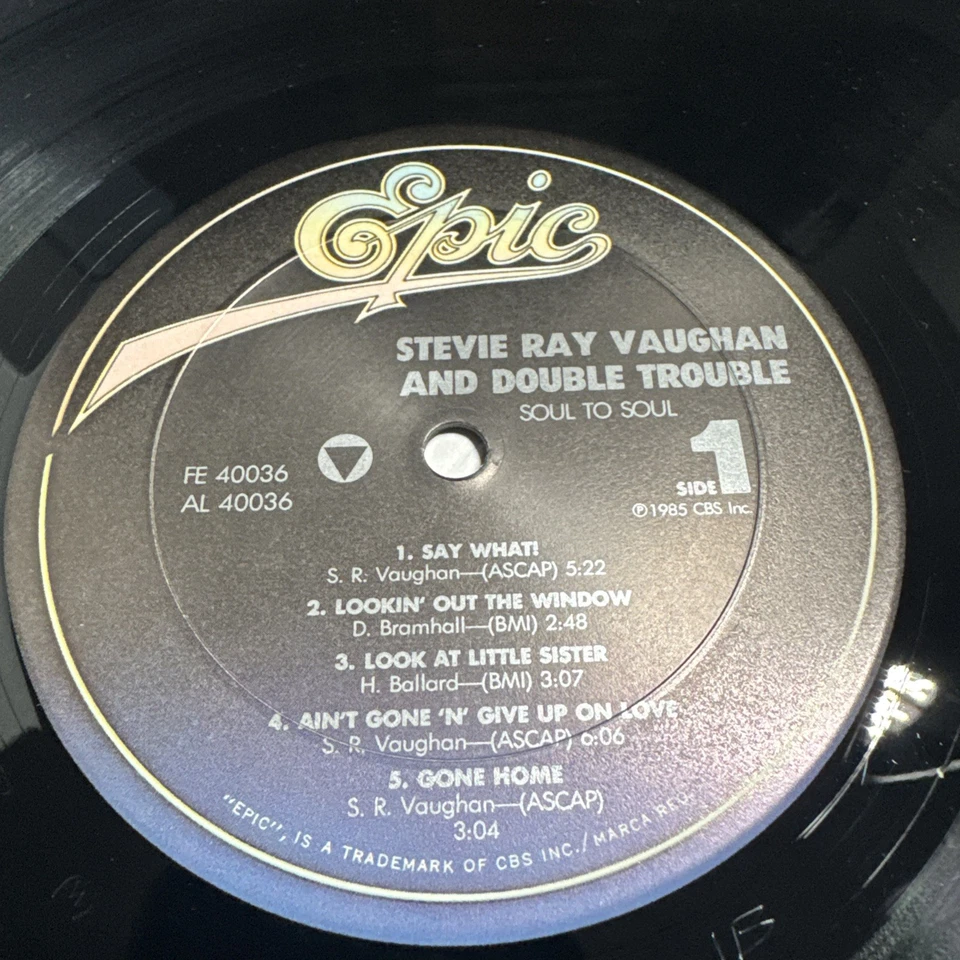 Epic
STEVIE RAY VAUGHAN
AND DOUBLE TROUBLE
SOUL TO SOUL
FE 40036
AL 40036
SIDE 1
℗1985 CBS Inc.
1. SAY WHAT!
S. R. Vaughan—(ASCAP) 5:22
2. LOOKIN' OUT THE WINDOW
D. Bramhall—(BMI) 2:48
3. LOOK AT LITTLE SISTER
H. Ballard—(BMI) 3:07
4. AIN'T GONE 'N' GIVE UP ON LOVE
S. R. Vaughan—(ASCAP) 6:06
5. GONE HOME
S. R. Vaughan—(ASCAP)
3:04
"EPIC", IS A TRADEMARK OF CBS INC./MARCA REG.